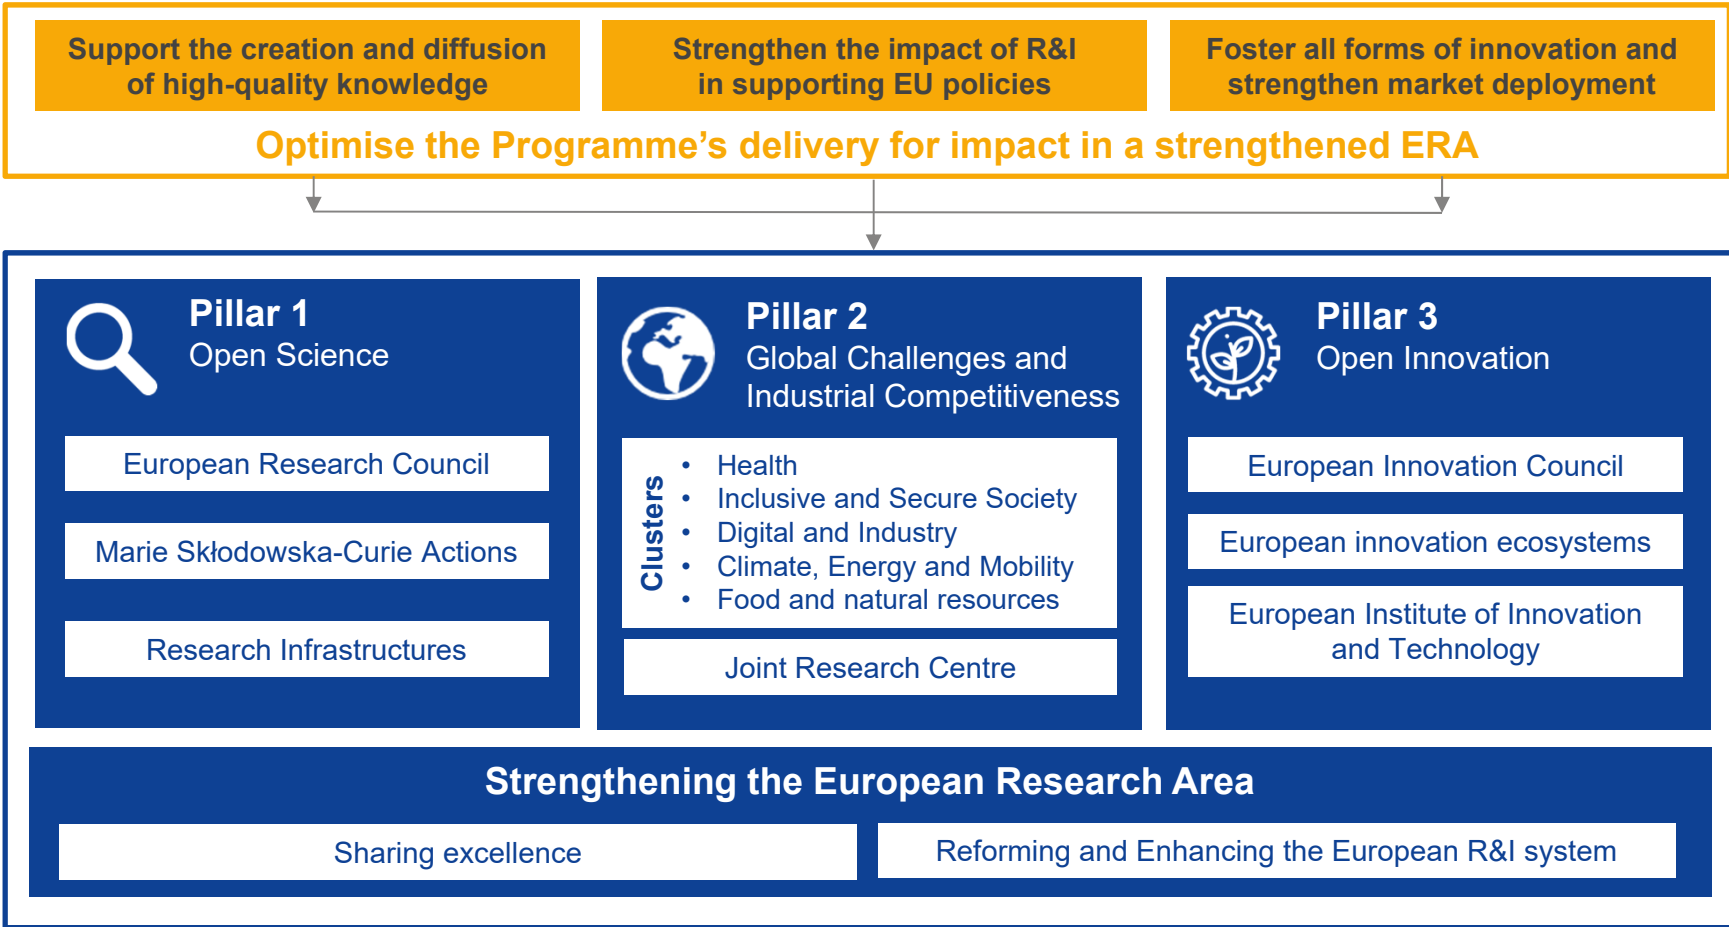 Support the creation and diffusion
of high-quality knowledge
Strengthen the impact of R&I
in supporting EU policies
Foster all forms of innovation and
strengthen market deployment
Optimise the Programme’s delivery for impact in a strengthened ERA
Pillar 1
Open Science
European Research Council
Marie Skłodowska-Curie Actions
Research Infrastructures
Pillar 2
Global Challenges and
Industrial Competitiveness
Clusters
• Health
• Inclusive and Secure Society
• Digital and Industry
• Climate, Energy and Mobility
• Food and natural resources
Joint Research Centre
Pillar 3
Open Innovation
European Innovation Council
European innovation ecosystems
European Institute of Innovation
and Technology
Strengthening the European Research Area
Sharing excellence
Reforming and Enhancing the European R&I system